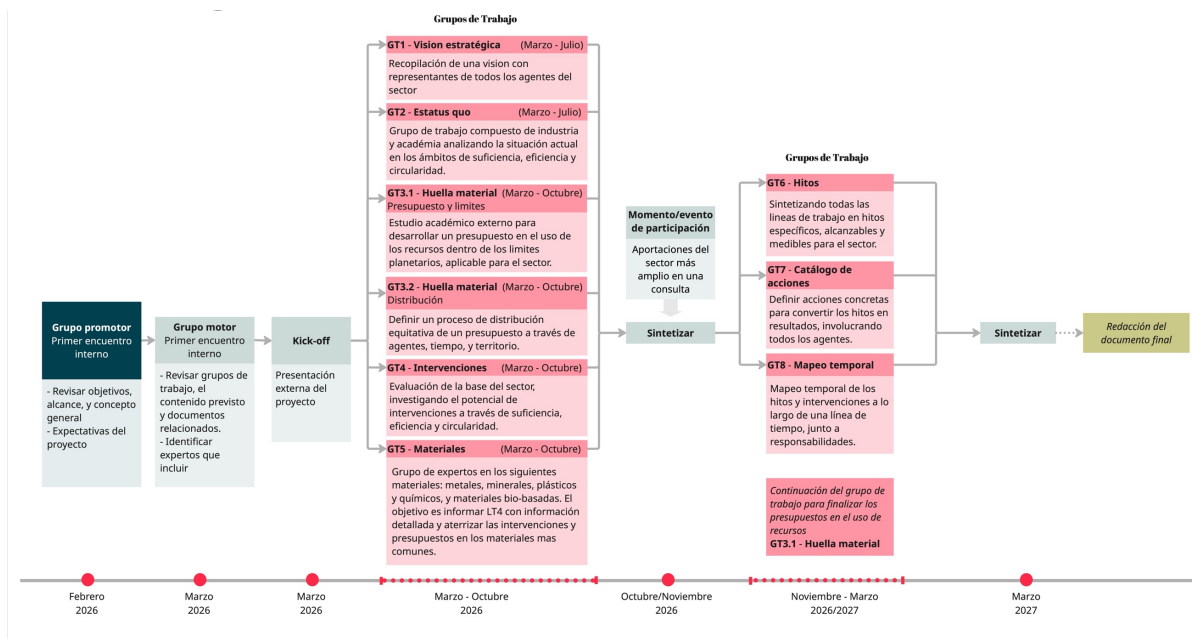 Grupos de Trabajo
GT1 - Vision estratégica (Marzo - Julio)
Recopilación de una vision con
representantes de todos los agentes del
sector
GT2 - Estatus quo (Marzo - Julio)
Grupo de trabajo compuesto de industria
y académia analizando la situación actual
en los ámbitos de suficiencia, eficiencia y
circularidad.
GT3.1 - Huella material (Marzo - Octubre)
Presupuesto y limites
Estudio académico externo para
desarrollar un presupuesto en el uso de
los recursos dentro de los limites
planetarios, aplicable para el sector.
GT3.2 - Huella material (Marzo - Octubre)
Distribución
Definir un proceso de distribución
equitativa de un presupuesto a través de
agentes, tiempo, y territorio.
GT4 - Intervenciones (Marzo - Octubre)
Evaluación de la base del sector,
investigando el potencial de
intervenciones a través de suficiencia,
eficiencia y circularidad.
GT5 - Materiales (Marzo - Octubre)
Grupo de expertos en los siguientes
materiales: metales, minerales, plásticos
y químicos, y materiales bio-basadas. El
objetivo es informar LT4 con información
detallada y aterrizar las intervenciones y
presupuestos en los materiales mas
comunes.
Grupo promotor
Primer encuentro
interno
- Revisar objetivos,
alcance, y concepto
general
- Expectativas del
proyecto
Grupo motor
Primer encuentro
interno
- Revisar grupos de
trabajo, el
contenido previsto
y documentos
relacionados.
- Identificar
expertos que
incluir
Kick-off
Presentación
externa del
proyecto
Momento/evento
de participación
Aportaciones del
sector más
amplio en una
consulta
Sintetizar
Grupos de Trabajo
GT6 - Hitos
Sintetizando todas las
lineas de trabajo en hitos
específicos, alcanzables y
medibles para el sector.
GT7 - Catálogo de
acciones
Definir acciones concretas
para convertir los hitos en
resultados, involucrando
todos los agentes.
GT8 - Mapeo temporal
Mapeo temporal de los
hitos y intervenciones a lo
largo de una línea de
tiempo, junto a
responsabilidades.
Continuación del grupo de
trabajo para finalizar los
presupuestos en el uso de
recursos
GT3.1 - Huella material
Sintetizar
Redacción del
documento final
Febrero
2026
Marzo
2026
Marzo
2026
Marzo - Octubre
2026
Octubre/Noviembre
2026
Noviembre - Marzo
2026/2027
Marzo
2027